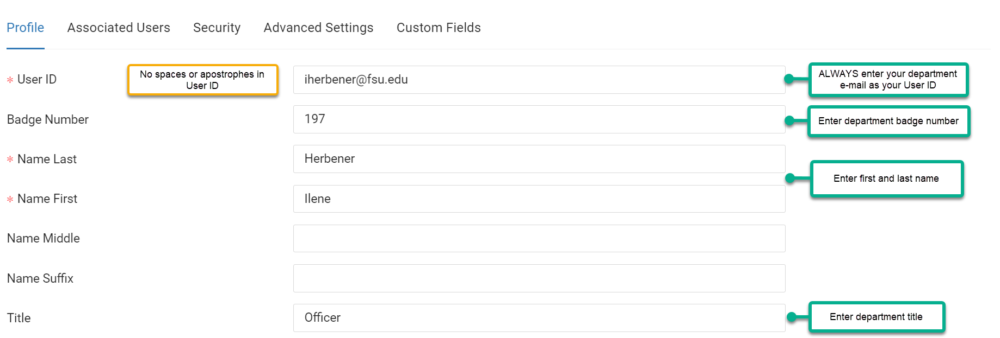 Profile Associated Users Security Advanced Settings Custom Fields
* User ID
No spaces or apostrophes in
User ID
iherbener@fsu.edu
ALWAYS enter your department
e-mail as your User ID
Badge Number
197
Enter department badge number
* Name Last
Herbener
Enter first and last name
* Name First
Ilene
Name Middle
Name Suffix
Title
Officer
Enter department title